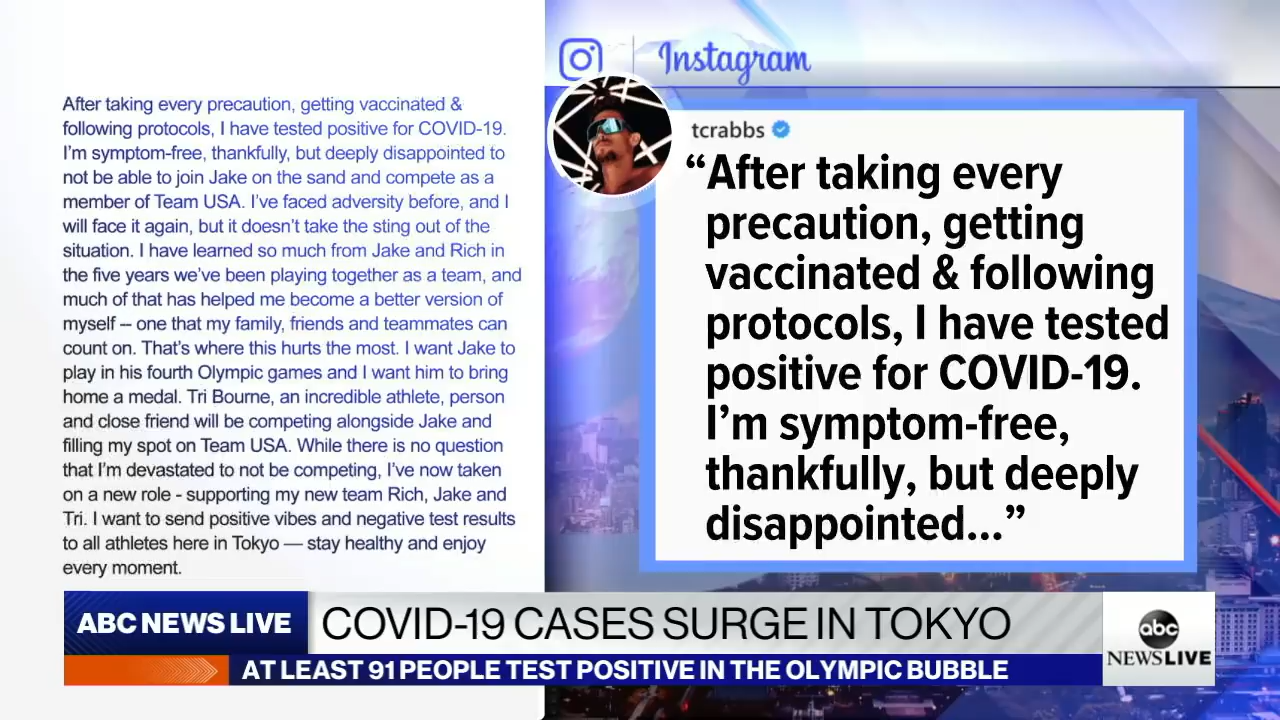 After taking every precaution, getting vaccinated &
following protocols, I have tested positive for COVID-19.
I'm symptom-free, thankfully, but deeply disappointed to
not be able to join Jake on the sand and compete as a
member of Team USA. I've faced adversity before, and I
will face it again, but it doesn't take the sting out of the
situation. I have learned so much from Jake and Rich in
the five years we've been playing together as a team, and
much of that has helped me become a better version of
myself – one that my family, friends and teammates can
count on. That's where this hurts the most. I want Jake to
play in his fourth Olympic games and I want him to bring
home a medal. Tri Bourne, an incredible athlete, person
and close friend will be competing alongside Jake and
filling my spot on Team USA. While there is no question
that I'm devastated to not be competing, I've now taken
on a new role - supporting my new team Rich, Jake and
Tri. I want to send positive vibes and negative test results
to all athletes here in Tokyo — stay healthy and enjoy
every moment.
Instagram
tcrabbs
“After taking every
precaution, getting
vaccinated & following
protocols, I have tested
positive for COVID-19.
I’m symptom-free,
thankfully, but deeply
disappointed...”
ABC NEWS LIVE
COVID-19 CASES SURGE IN TOKYO
AT LEAST 91 PEOPLE TEST POSITIVE IN THE OLYMPIC BUBBLE
abc
NEWSLIVE